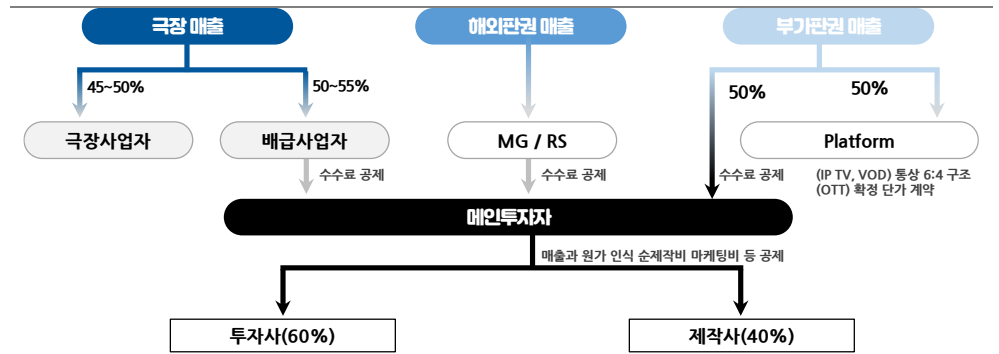 극장 매출
해외판권 매출
부가판권 매출
45~50%
50~55%
50%
50%
극장사업자
배급사업자
MG / RS
Platform
수수료 공제
수수료 공제
수수료 공제
(IP TV, VOD) 통상 6:4 구조
(OTT) 확정 단가 계약
메인투자자
매출과 원가 인식 순제작비 마케팅비 등 공제
투자사(60%)
제작사(40%)